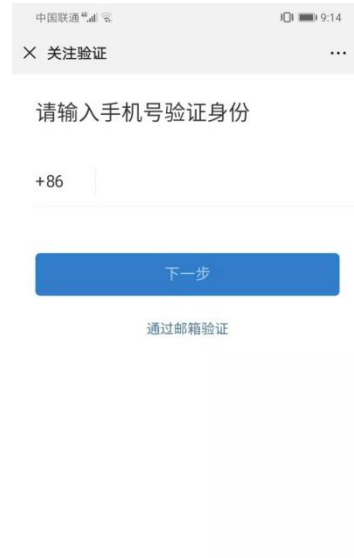 中国联通 9:14
关注验证
请输入手机号验证身份
+86
下一步
通过邮箱验证